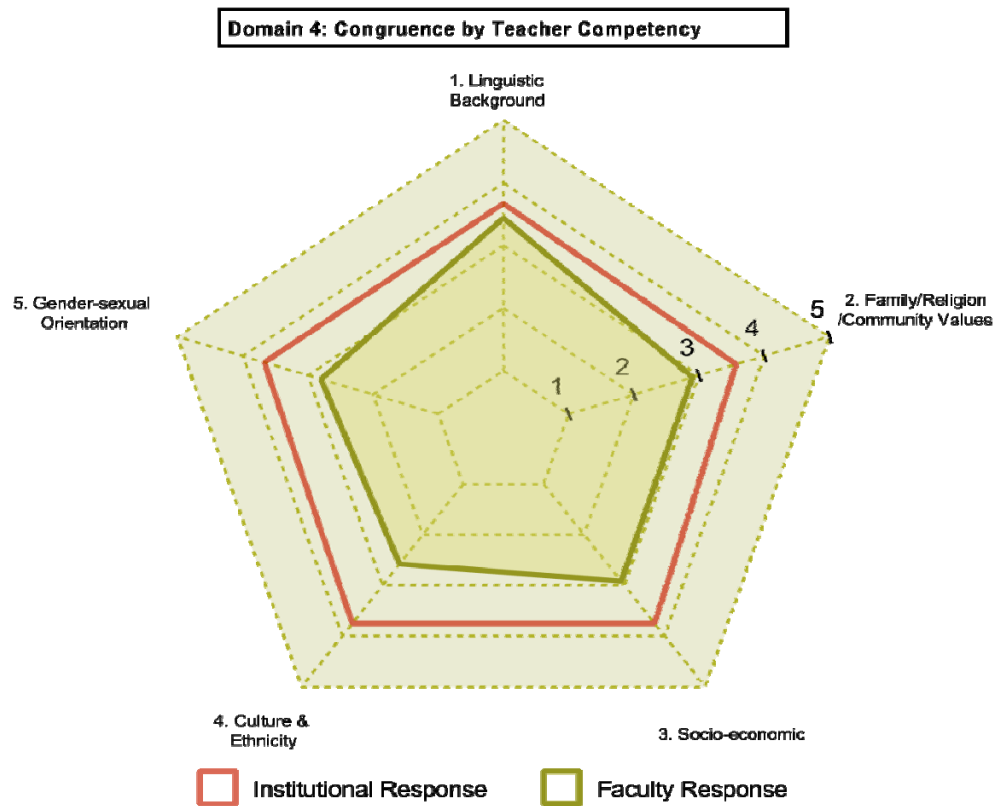 Domain 4: Congruence by Teacher Competency
1. Linguistic
Background
5. Gender-sexual
Orientation
2. Family/Religion
/Community Values
5
4
3
2
1
4. Culture &
Ethnicity
3. Socio-economic
Institutional Response
Faculty Response